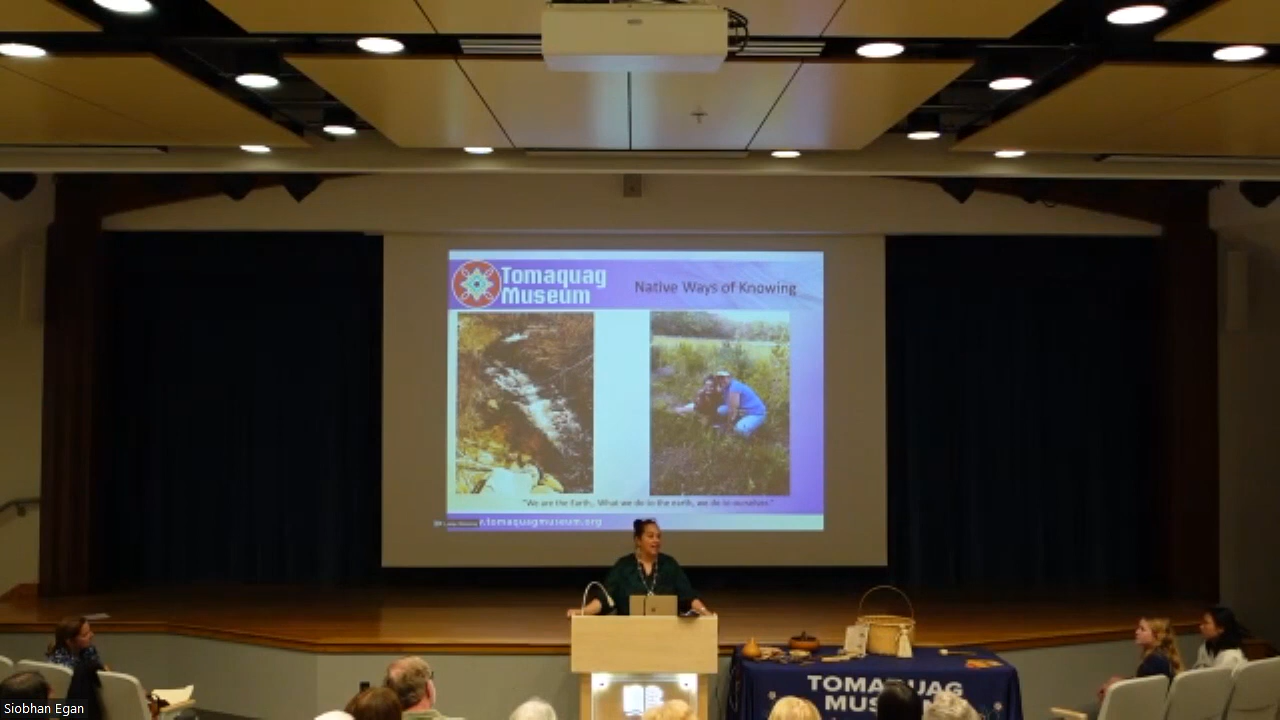 Tomaquag
Museum
Native Ways of Knowing
"We are the Earth, What we do to the earth, we do to ourselves."
.tomaquagmuseum.org
TOMAQUAG
Siobhan Egan